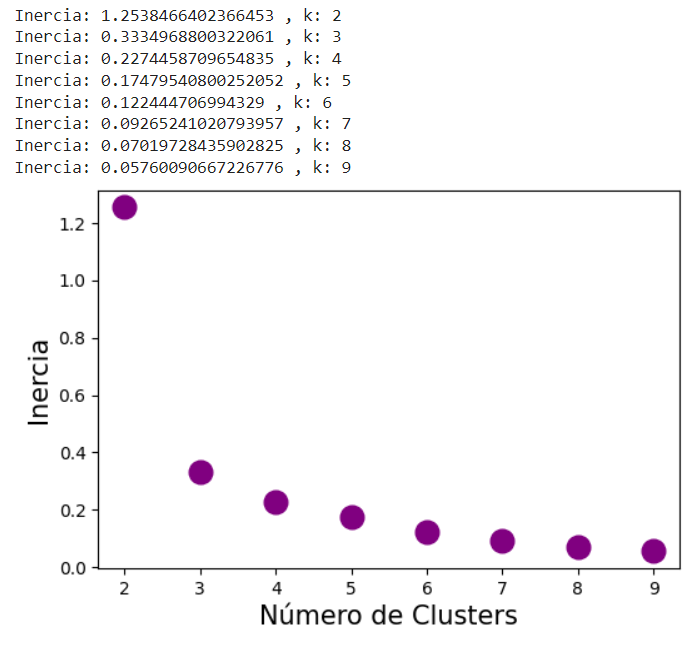 Inercia: 1.2538466402366453 , k: 2
Inercia: 0.3334968800322061 , k: 3
Inercia: 0.2274458709654835 , k: 4
Inercia: 0.17479540800252052 , k: 5
Inercia: 0.122444706994329 , k: 6
Inercia: 0.09265241020793957 , k: 7
Inercia: 0.07019728435902825 , k: 8
Inercia: 0.05760090667226776 , k: 9
1.2
1.0
0.8
0.6
0.4
0.2
0.0
Inercia
2 3 4 5 6 7 8 9
Número de Clusters